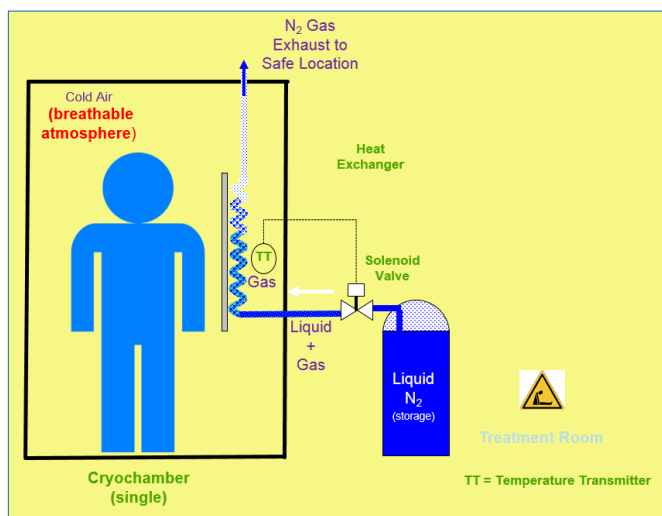 N₂ Gas
Exhaust to
Safe Location
Cold Air
(breathable
atmosphere)
Heat
Exchanger
TT
Solenoid
Valve
Gas
Liquid
+
Gas
Liquid
N₂
(storage)
Treatment Room
Cryochamber
(single)
TT = Temperature Transmitter